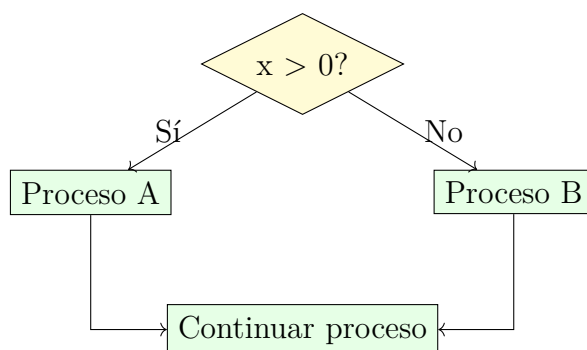 x > 0?
Sí
No
Proceso A
Proceso B
Continuar proceso